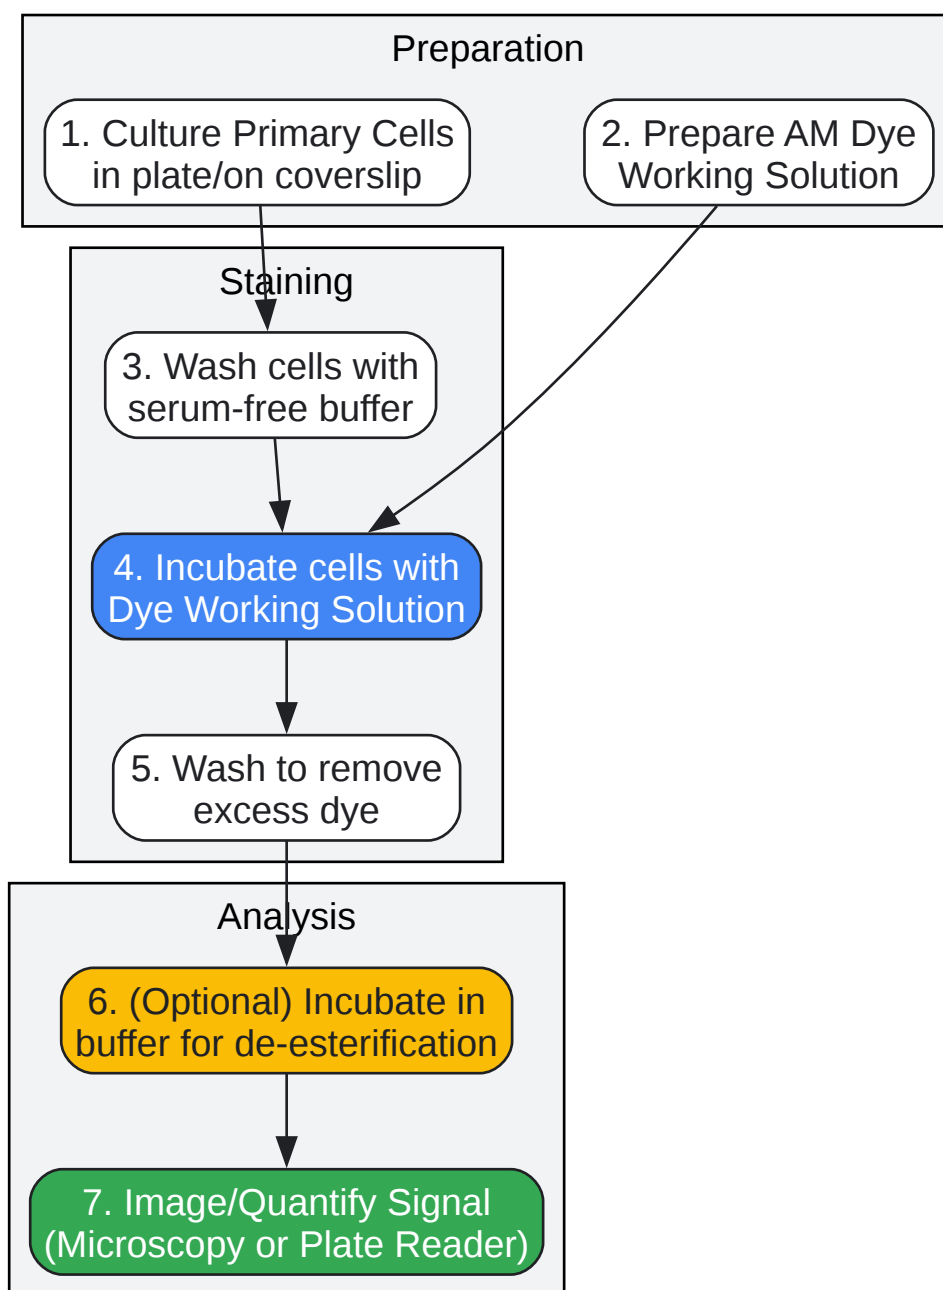 Preparation
1. Culture Primary Cells
in plate/on coverslip
2. Prepare AM Dye
Working Solution
Staining
3. Wash cells with
serum-free buffer
4. Incubate cells with
Dye Working Solution
5. Wash to remove
excess dye
Analysis
6. (Optional) Incubate in
buffer for de-esterification
7. Image/Quantify Signal
(Microscopy or Plate Reader)